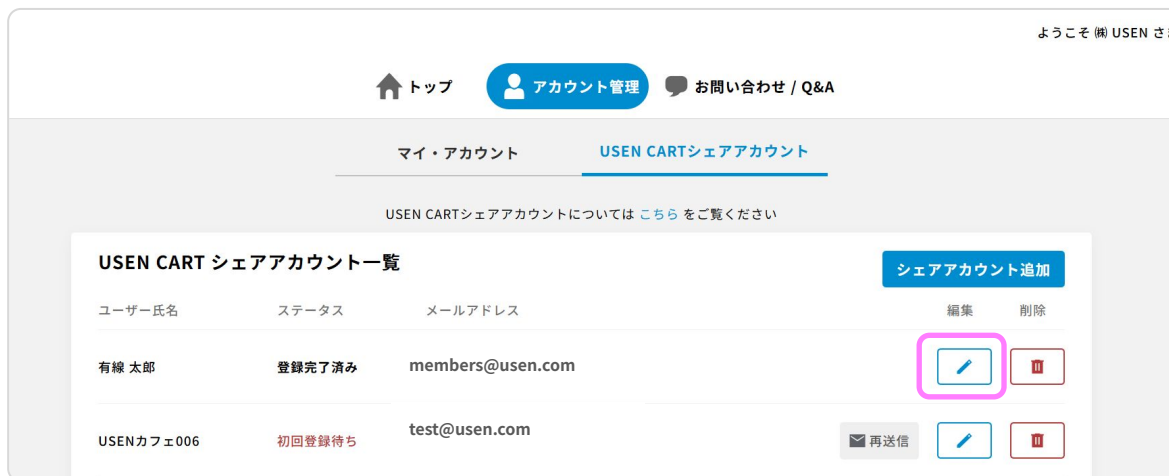 ようこそ ㈱ USEN さま
トップ アカウント管理 お問い合わせ / Q&A
マイ・アカウント USEN CARTシェアアカウント
USEN CARTシェアアカウントについては こちら をご覧ください
USEN CART シェアアカウント一覧 シェアアカウント追加
ユーザー氏名 ステータス メールアドレス 編集 削除
有線 太郎 登録完了済み members@usen.com
USENカフェ006 初回登録待ち test@usen.com 再送信